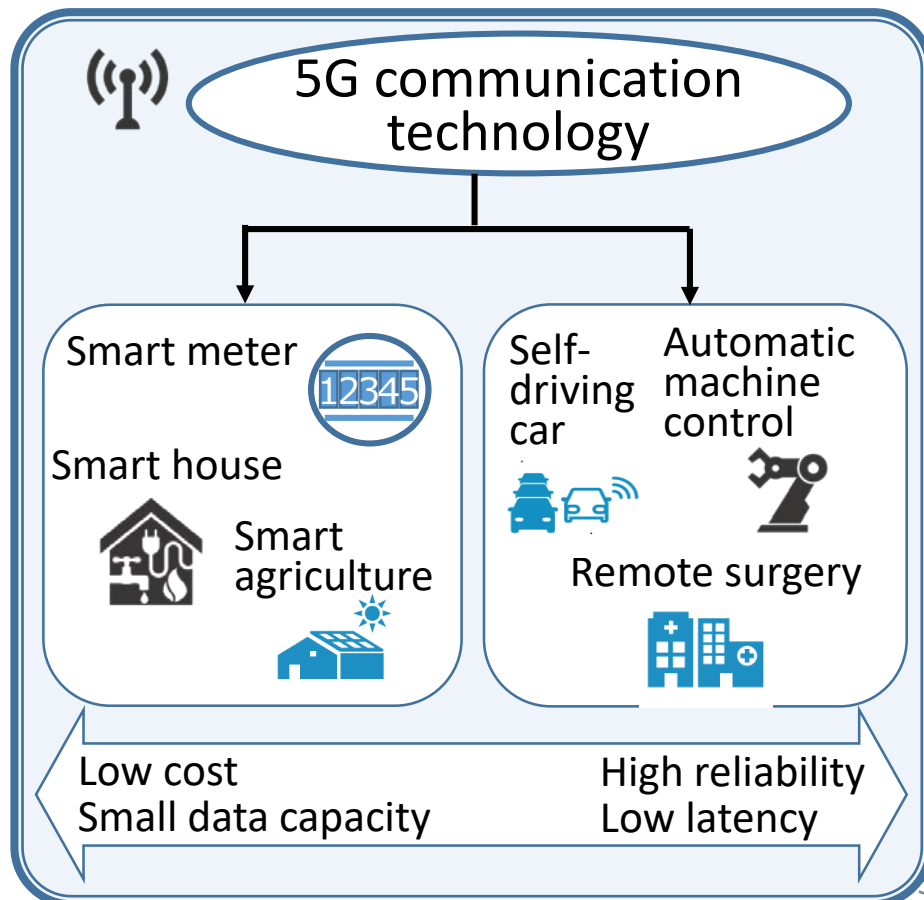 5G communication
technology
Smart meter
12345
Smart house
Smart
agriculture
Self-
driving
car
Automatic
machine
control
Remote surgery
Low cost
Small data capacity
High reliability
Low latency